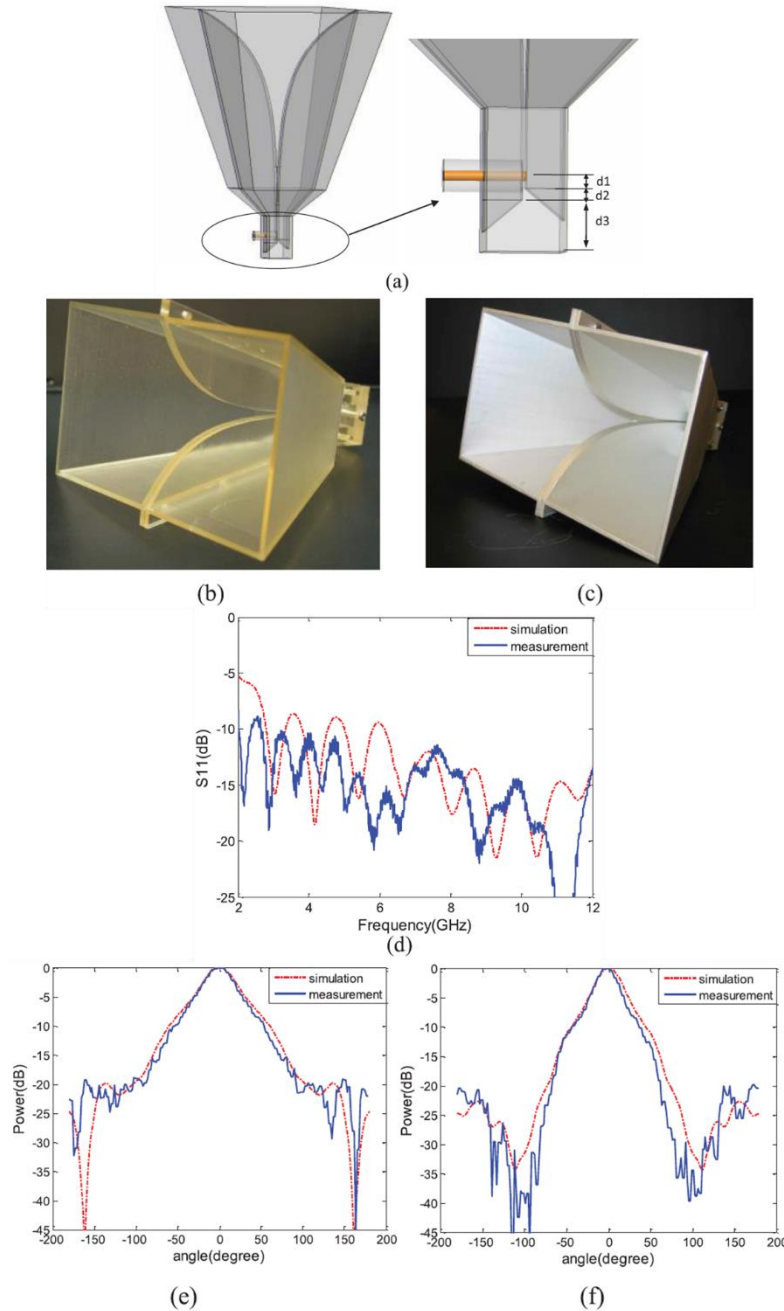 d1
d2
d3
(a)
(b)
(c)
0
-5
-10
-15
-20
-25
S11(dB)
simulation
measurement
2
4
6
8
10
12
Frequency(GHz)
(d)
0
-5
-10
-15
-20
-25
-30
-35
-40
-45
Power(dB)
simulation
measurement
-200
-150
-100
-50
0
50
100
150
200
angle(degree)
(e)
0
-5
-10
-15
-20
-25
-30
-35
-40
-45
Power(dB)
simulation
measurement
-200
-150
-100
-50
0
50
100
150
200
angle(degree)
(f)